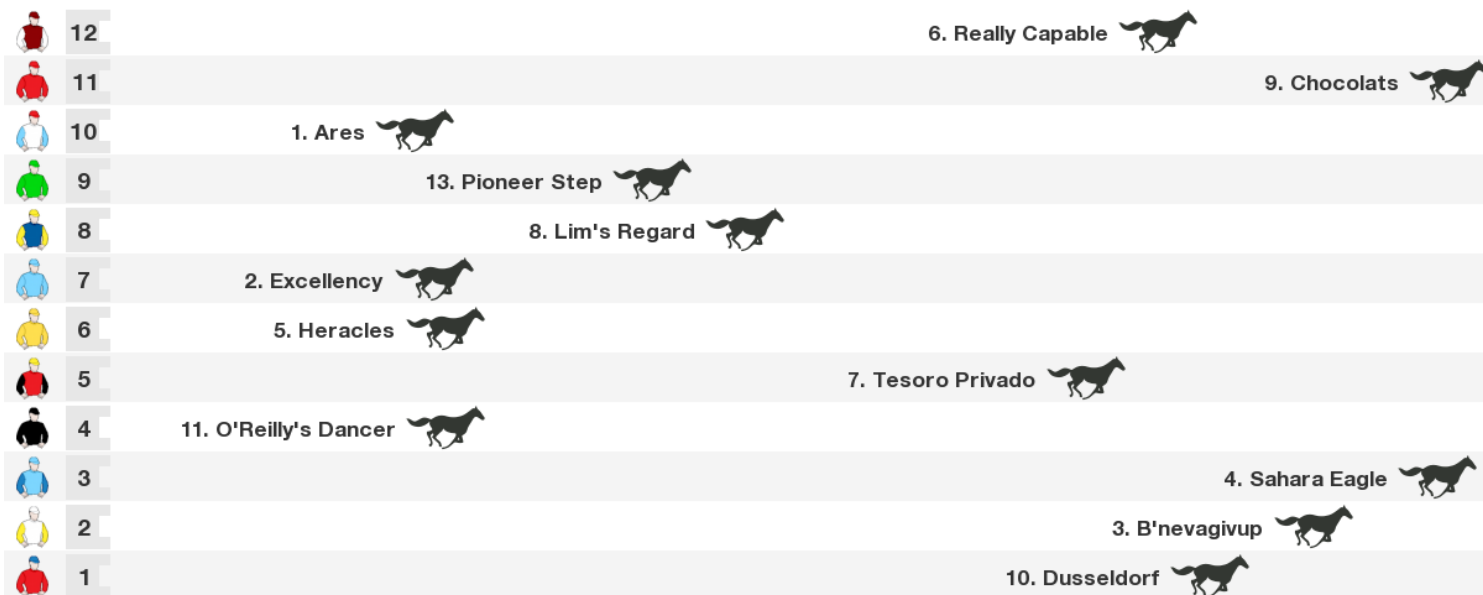 12 6. Really Capable
11 9. Chocolats
10 1. Ares
9 13. Pioneer Step
8 8. Lim's Regard
7 2. Excellency
6 5. Heracles
5 7. Tesoro Privado
4 11. O'Reilly's Dancer
3 4. Sahara Eagle
2 3. B'nevagivup
1 10. Dusseldorf